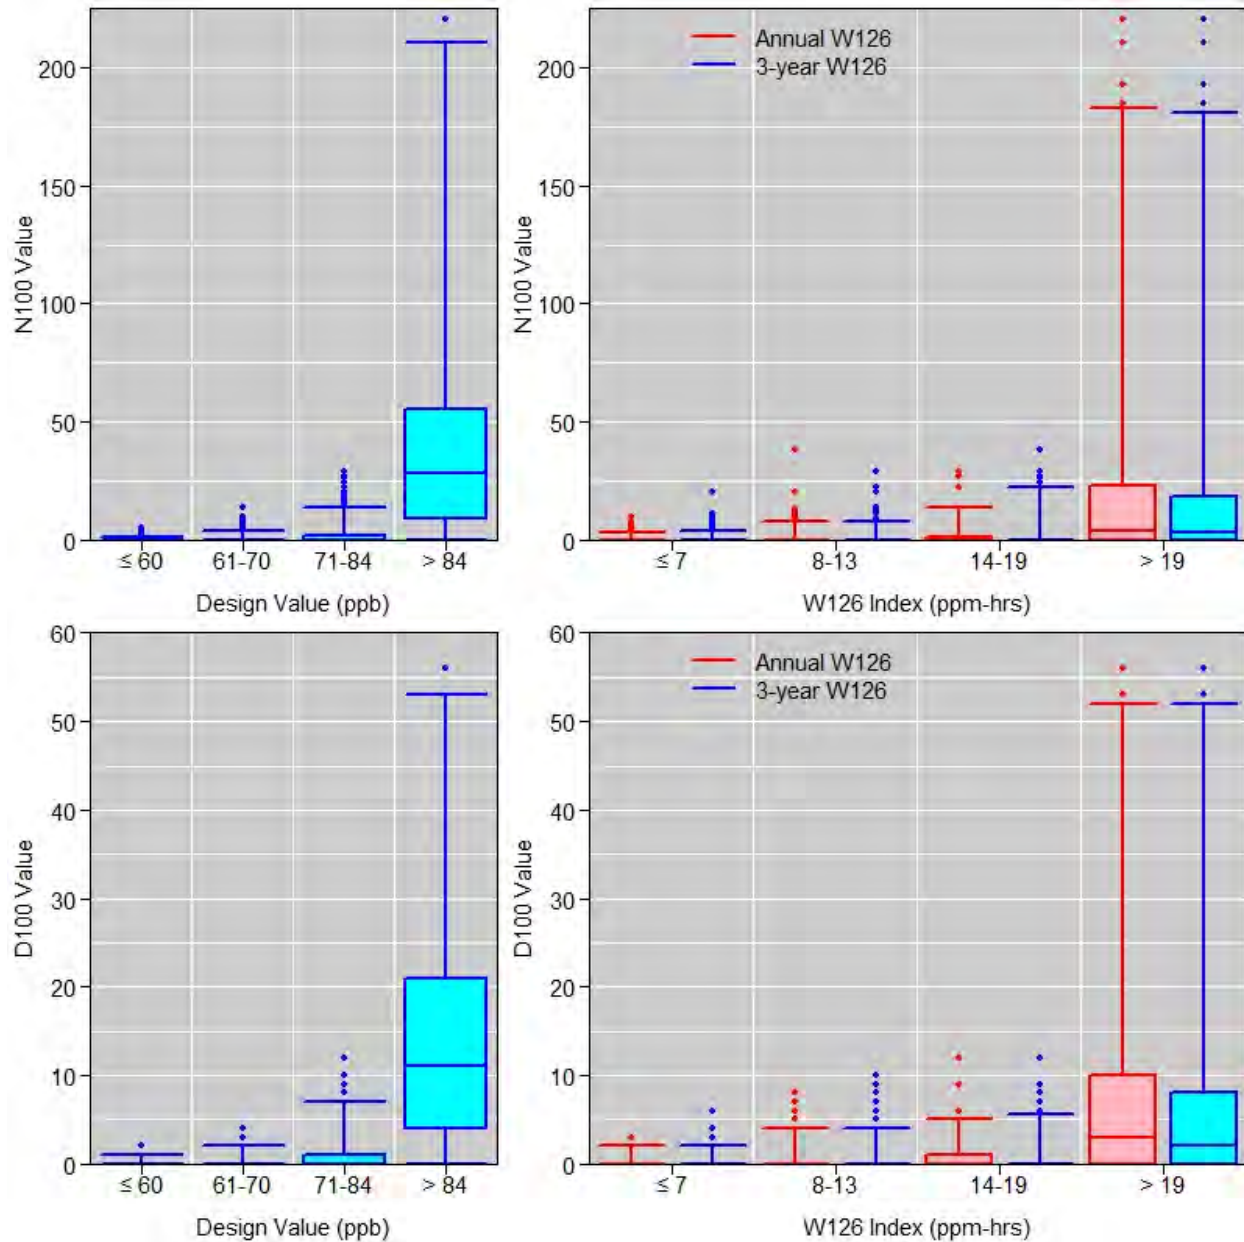 N100 Value
200
150
100
50
0
≤ 60 61-70 71-84 > 84
Design Value (ppb)
Annual W126
3-year W126
N100 Value
200
150
100
50
0
≤ 7 8-13 14-19 > 19
W126 Index (ppm-hrs)
D100 Value
60
50
40
30
20
10
0
≤ 60 61-70 71-84 > 84
Design Value (ppb)
Annual W126
3-year W126
D100 Value
60
50
40
30
20
10
0
≤ 7 8-13 14-19 > 19
W126 Index (ppm-hrs)